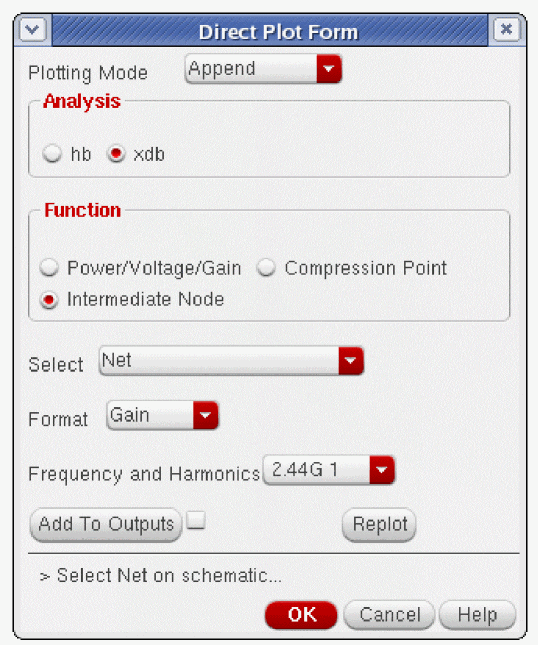 Direct Plot Form
Plotting Mode Append
Analysis
hb xdb
Function
Power/Voltage/Gain Compression Point
Intermediate Node
Select Net
Format Gain
Frequency and Harmonics 2.44G 1
Add To Outputs Replot
> Select Net on schematic...
OK Cancel Help